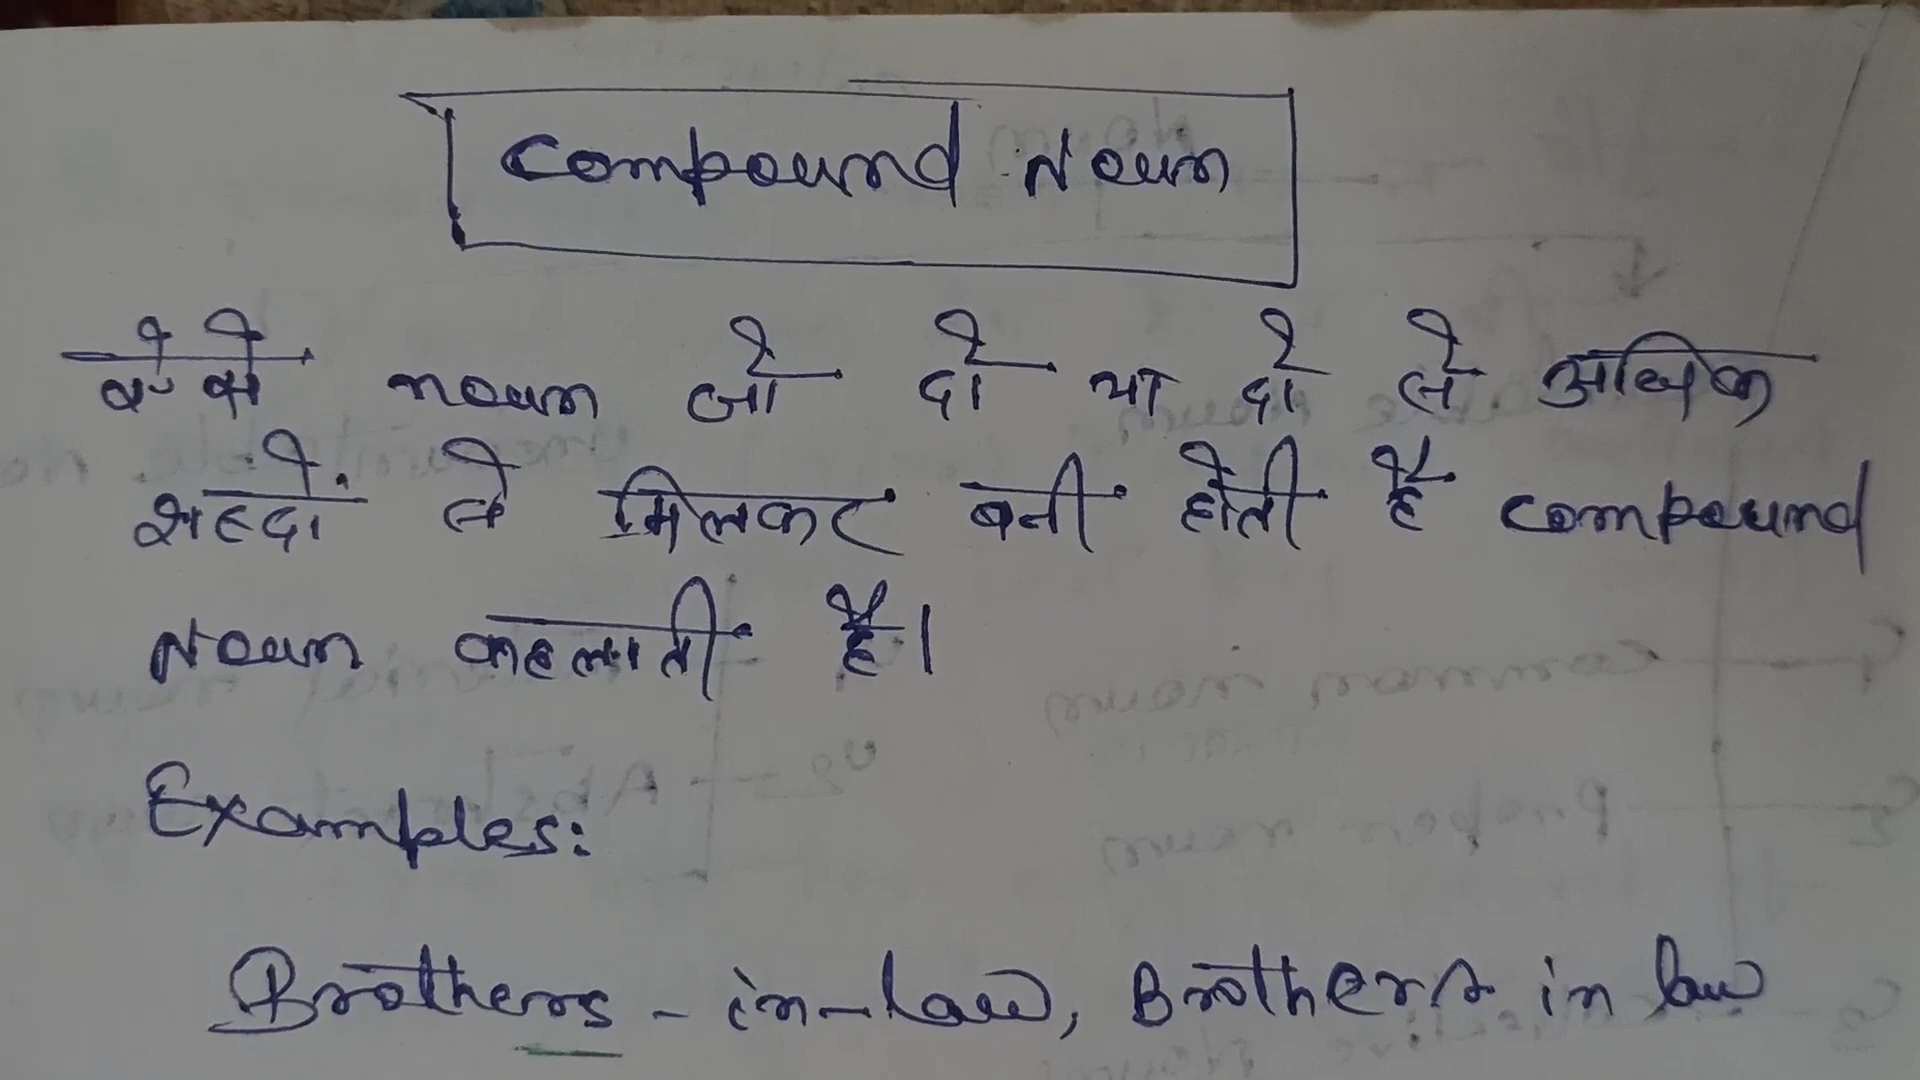 Compound Noun
वे से noun जो दो या दो से अधिक
शब्दों से मिलकर बनी होती है compound
Noun कहलाती है।
Examples:
Brothers-in-law, Brothers in law